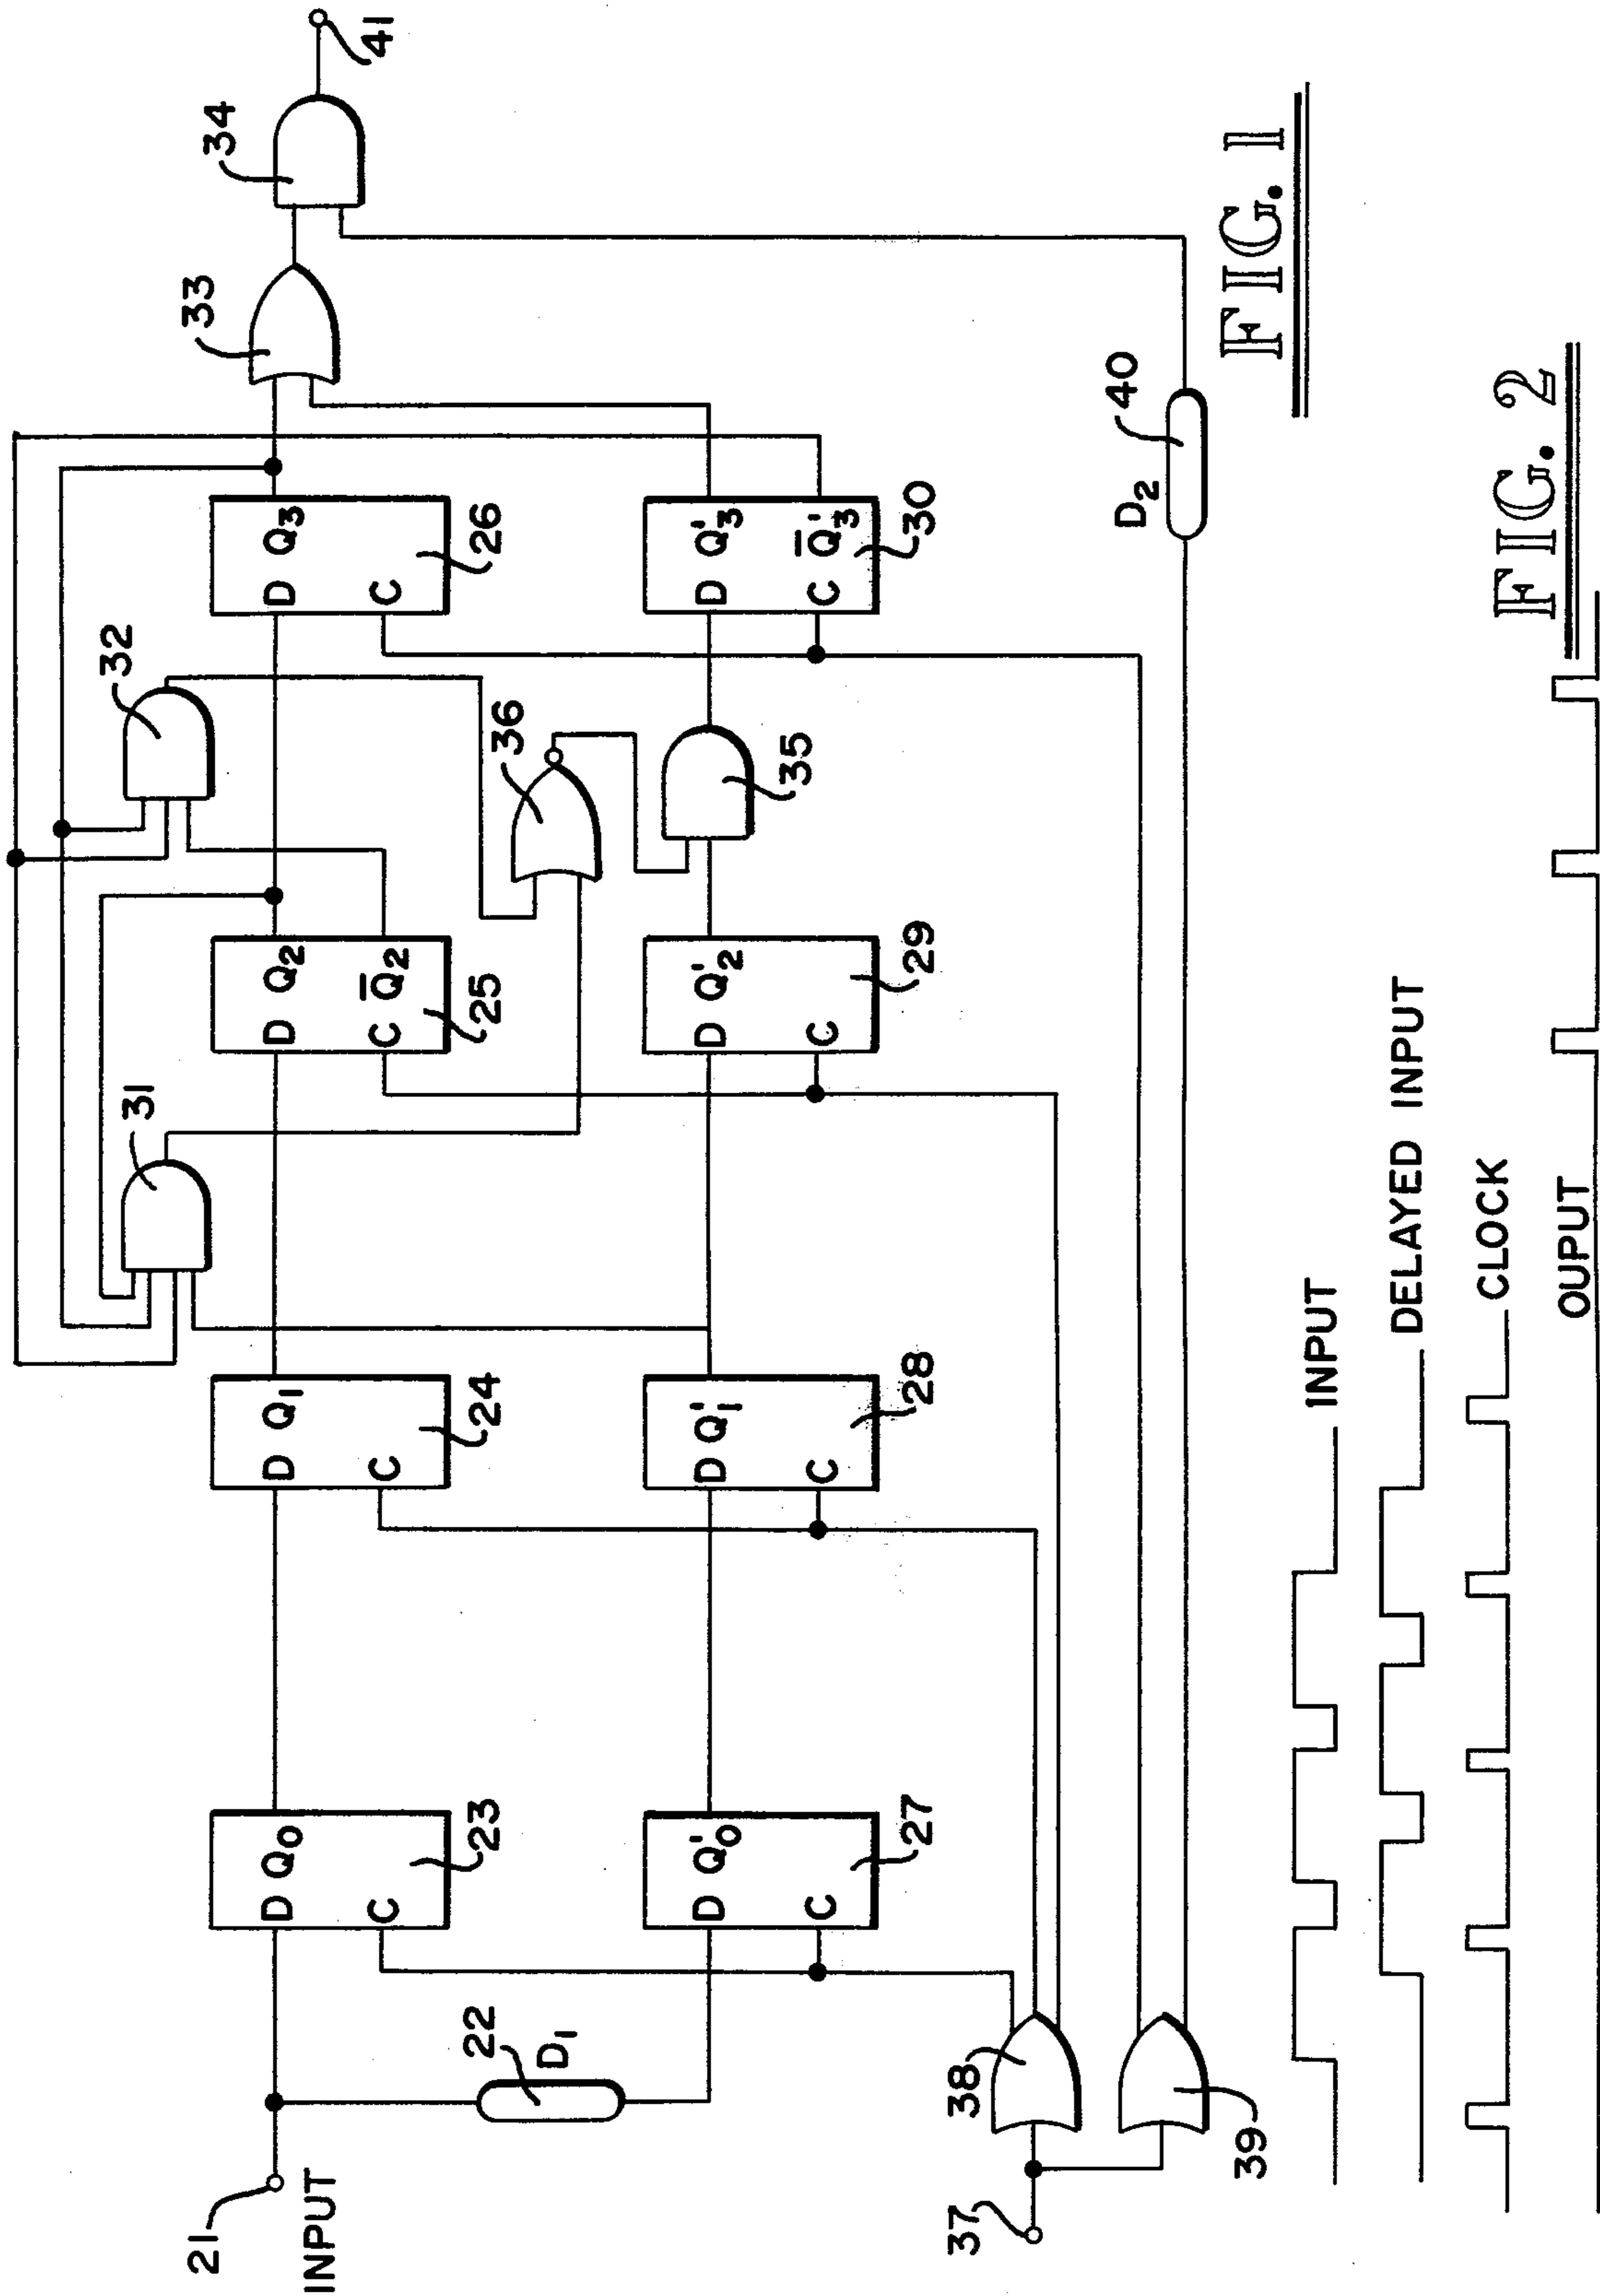 21
INPUT
22
D1
D Q0
C
23
D Q'0
C
27
D Q1
C
24
D Q'1
C
28
31
D Q2
C Q̅2
25
D Q'2
C
29
32
36
35
D Q3
C
26
D Q'3
C Q̅'3
30
33
34
41
37
38
39
D2
40
FIG. 1
INPUT
DELAYED INPUT
CLOCK
OUPUT
FIG. 2